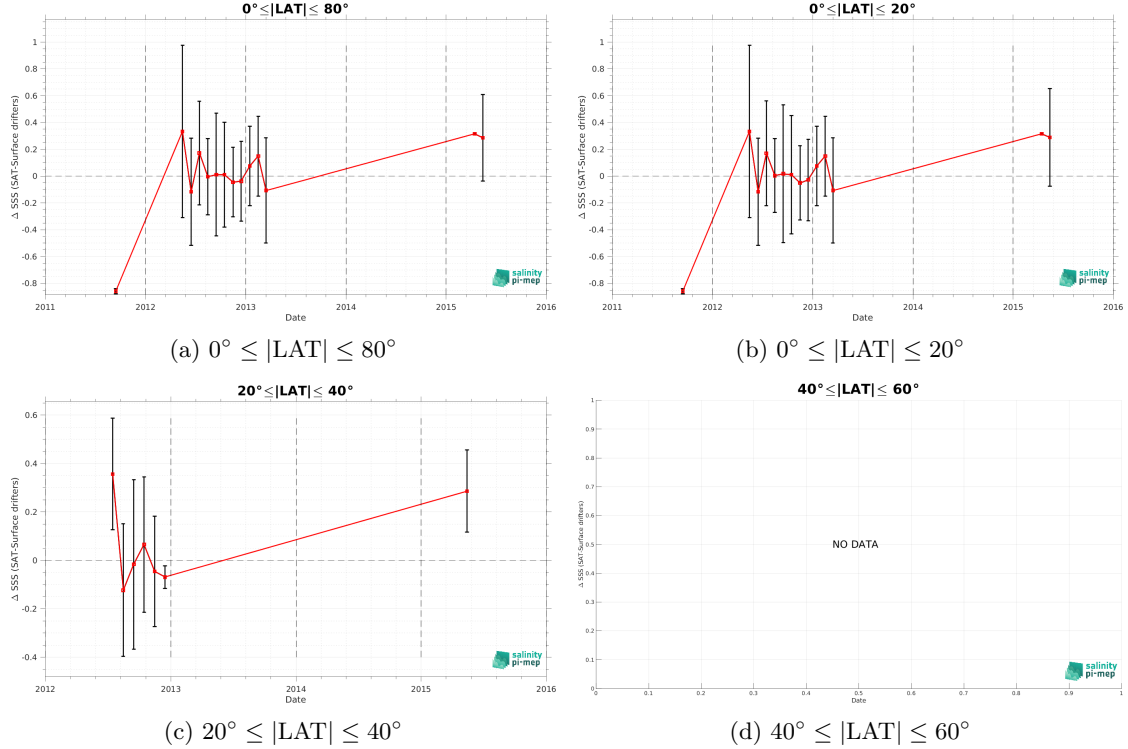 0°≤|LAT|≤ 80°
Δ SSS (SAT-Surface drifters)
1
0.8
0.6
0.4
0.2
0
-0.2
-0.4
-0.6
-0.8
2011 2012 2013 2014 2015 2016
Date
salinity
pi-mep
(a) 0° ≤ |LAT| ≤ 80°
0°≤|LAT|≤ 20°
Δ SSS (SAT-Surface drifters)
1
0.8
0.6
0.4
0.2
0
-0.2
-0.4
-0.6
-0.8
2011 2012 2013 2014 2015 2016
Date
salinity
pi-mep
(b) 0° ≤ |LAT| ≤ 20°
20°≤|LAT|≤ 40°
Δ SSS (SAT-Surface drifters)
0.6
0.4
0.2
0
-0.2
-0.4
2012 2013 2014 2015 2016
Date
salinity
pi-mep
(c) 20° ≤ |LAT| ≤ 40°
40°≤|LAT|≤ 60°
Δ SSS (SAT-Surface drifters)
1
0.9
0.8
0.7
0.6
0.5
0.4
0.3
0.2
0.1
0
NO DATA
0 0.1 0.2 0.3 0.4 0.5 0.6 0.7 0.8 0.9 1
Date
salinity
pi-mep
(d) 40° ≤ |LAT| ≤ 60°